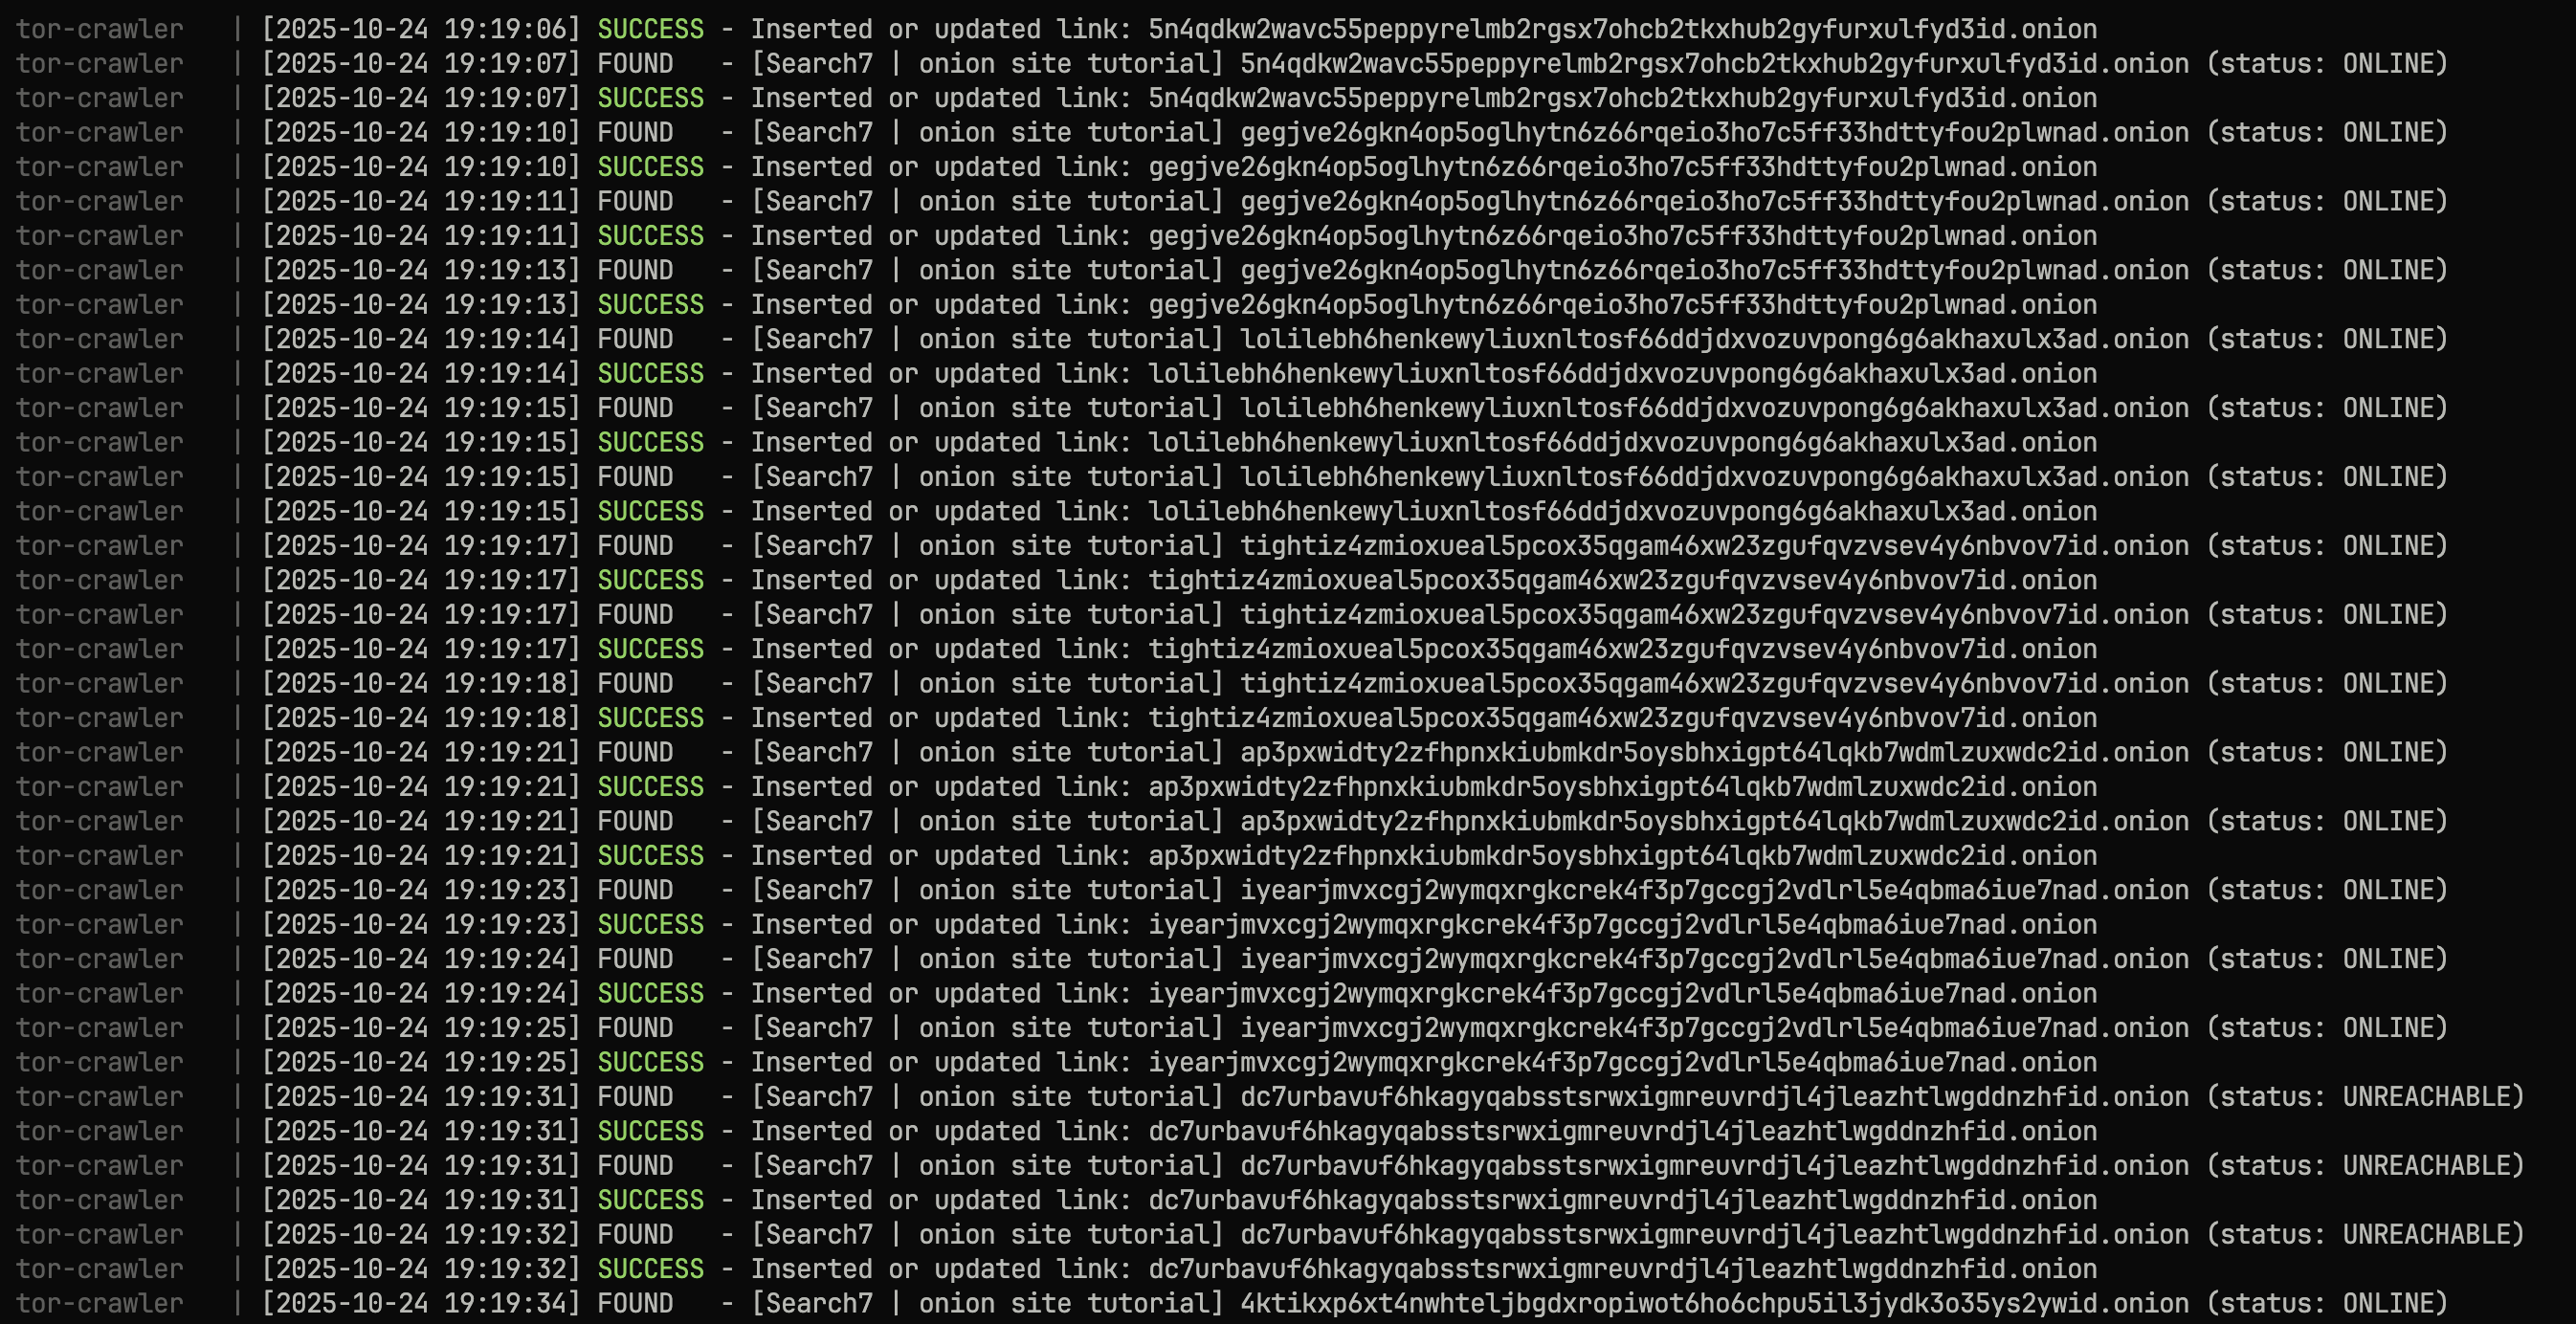 tor-crawler | [2025-10-24 19:19:06] SUCCESS - Inserted or updated link: 5n4qdkw2wavc55peppyrelmb2rgsx7ohcb2tkxhub2gyfurxulfyd3id.onion
tor-crawler | [2025-10-24 19:19:07] FOUND - [Search7 | onion site tutorial] 5n4qdkw2wavc55peppyrelmb2rgsx7ohcb2tkxhub2gyfurxulfyd3id.onion (status: ONLINE)
tor-crawler | [2025-10-24 19:19:07] SUCCESS - Inserted or updated link: 5n4qdkw2wavc55peppyrelmb2rgsx7ohcb2tkxhub2gyfurxulfyd3id.onion
tor-crawler | [2025-10-24 19:19:10] FOUND - [Search7 | onion site tutorial] gegjve26gkn4op5oglhytn6z66rqeio3ho7c5ff33hdttyfou2plwnad.onion (status: ONLINE)
tor-crawler | [2025-10-24 19:19:10] SUCCESS - Inserted or updated link: gegjve26gkn4op5oglhytn6z66rqeio3ho7c5ff33hdttyfou2plwnad.onion
tor-crawler | [2025-10-24 19:19:11] FOUND - [Search7 | onion site tutorial] gegjve26gkn4op5oglhytn6z66rqeio3ho7c5ff33hdttyfou2plwnad.onion (status: ONLINE)
tor-crawler | [2025-10-24 19:19:11] SUCCESS - Inserted or updated link: gegjve26gkn4op5oglhytn6z66rqeio3ho7c5ff33hdttyfou2plwnad.onion
tor-crawler | [2025-10-24 19:19:13] FOUND - [Search7 | onion site tutorial] gegjve26gkn4op5oglhytn6z66rqeio3ho7c5ff33hdttyfou2plwnad.onion (status: ONLINE)
tor-crawler | [2025-10-24 19:19:13] SUCCESS - Inserted or updated link: gegjve26gkn4op5oglhytn6z66rqeio3ho7c5ff33hdttyfou2plwnad.onion
tor-crawler | [2025-10-24 19:19:14] FOUND - [Search7 | onion site tutorial] lolilebh6henkewyliuxnltosf66ddjdxvozuvpong6g6akhaxulx3ad.onion (status: ONLINE)
tor-crawler | [2025-10-24 19:19:14] SUCCESS - Inserted or updated link: lolilebh6henkewyliuxnltosf66ddjdxvozuvpong6g6akhaxulx3ad.onion
tor-crawler | [2025-10-24 19:19:15] FOUND - [Search7 | onion site tutorial] lolilebh6henkewyliuxnltosf66ddjdxvozuvpong6g6akhaxulx3ad.onion (status: ONLINE)
tor-crawler | [2025-10-24 19:19:15] SUCCESS - Inserted or updated link: lolilebh6henkewyliuxnltosf66ddjdxvozuvpong6g6akhaxulx3ad.onion
tor-crawler | [2025-10-24 19:19:15] FOUND - [Search7 | onion site tutorial] lolilebh6henkewyliuxnltosf66ddjdxvozuvpong6g6akhaxulx3ad.onion (status: ONLINE)
tor-crawler | [2025-10-24 19:19:15] SUCCESS - Inserted or updated link: lolilebh6henkewyliuxnltosf66ddjdxvozuvpong6g6akhaxulx3ad.onion
tor-crawler | [2025-10-24 19:19:17] FOUND - [Search7 | onion site tutorial] tightiz4zmioxueal5pcox35qgam46xw23zgufqvzvsev4y6nbvov7id.onion (status: ONLINE)
tor-crawler | [2025-10-24 19:19:17] SUCCESS - Inserted or updated link: tightiz4zmioxueal5pcox35qgam46xw23zgufqvzvsev4y6nbvov7id.onion
tor-crawler | [2025-10-24 19:19:17] FOUND - [Search7 | onion site tutorial] tightiz4zmioxueal5pcox35qgam46xw23zgufqvzvsev4y6nbvov7id.onion (status: ONLINE)
tor-crawler | [2025-10-24 19:19:17] SUCCESS - Inserted or updated link: tightiz4zmioxueal5pcox35qgam46xw23zgufqvzvsev4y6nbvov7id.onion
tor-crawler | [2025-10-24 19:19:18] FOUND - [Search7 | onion site tutorial] tightiz4zmioxueal5pcox35qgam46xw23zgufqvzvsev4y6nbvov7id.onion (status: ONLINE)
tor-crawler | [2025-10-24 19:19:18] SUCCESS - Inserted or updated link: tightiz4zmioxueal5pcox35qgam46xw23zgufqvzvsev4y6nbvov7id.onion
tor-crawler | [2025-10-24 19:19:21] FOUND - [Search7 | onion site tutorial] ap3pxwidty2zfhpnxkiubmkdr5oysbhxigpt64lqkb7wdmlzuxwdc2id.onion (status: ONLINE)
tor-crawler | [2025-10-24 19:19:21] SUCCESS - Inserted or updated link: ap3pxwidty2zfhpnxkiubmkdr5oysbhxigpt64lqkb7wdmlzuxwdc2id.onion
tor-crawler | [2025-10-24 19:19:21] FOUND - [Search7 | onion site tutorial] ap3pxwidty2zfhpnxkiubmkdr5oysbhxigpt64lqkb7wdmlzuxwdc2id.onion (status: ONLINE)
tor-crawler | [2025-10-24 19:19:21] SUCCESS - Inserted or updated link: ap3pxwidty2zfhpnxkiubmkdr5oysbhxigpt64lqkb7wdmlzuxwdc2id.onion
tor-crawler | [2025-10-24 19:19:23] FOUND - [Search7 | onion site tutorial] iyearjmvxcgj2wymqxrgkcrek4f3p7gccgj2vdlrl5e4qbma6iue7nad.onion (status: ONLINE)
tor-crawler | [2025-10-24 19:19:23] SUCCESS - Inserted or updated link: iyearjmvxcgj2wymqxrgkcrek4f3p7gccgj2vdlrl5e4qbma6iue7nad.onion
tor-crawler | [2025-10-24 19:19:24] FOUND - [Search7 | onion site tutorial] iyearjmvxcgj2wymqxrgkcrek4f3p7gccgj2vdlrl5e4qbma6iue7nad.onion (status: ONLINE)
tor-crawler | [2025-10-24 19:19:24] SUCCESS - Inserted or updated link: iyearjmvxcgj2wymqxrgkcrek4f3p7gccgj2vdlrl5e4qbma6iue7nad.onion
tor-crawler | [2025-10-24 19:19:25] FOUND - [Search7 | onion site tutorial] iyearjmvxcgj2wymqxrgkcrek4f3p7gccgj2vdlrl5e4qbma6iue7nad.onion (status: ONLINE)
tor-crawler | [2025-10-24 19:19:25] SUCCESS - Inserted or updated link: iyearjmvxcgj2wymqxrgkcrek4f3p7gccgj2vdlrl5e4qbma6iue7nad.onion
tor-crawler | [2025-10-24 19:19:31] FOUND - [Search7 | onion site tutorial] dc7urbavuf6hkagyqabsstsrwxigmreuvrdjl4jleazhtlwgddnzhfid.onion (status: UNREACHABLE)
tor-crawler | [2025-10-24 19:19:31] SUCCESS - Inserted or updated link: dc7urbavuf6hkagyqabsstsrwxigmreuvrdjl4jleazhtlwgddnzhfid.onion
tor-crawler | [2025-10-24 19:19:31] FOUND - [Search7 | onion site tutorial] dc7urbavuf6hkagyqabsstsrwxigmreuvrdjl4jleazhtlwgddnzhfid.onion (status: UNREACHABLE)
tor-crawler | [2025-10-24 19:19:31] SUCCESS - Inserted or updated link: dc7urbavuf6hkagyqabsstsrwxigmreuvrdjl4jleazhtlwgddnzhfid.onion
tor-crawler | [2025-10-24 19:19:32] FOUND - [Search7 | onion site tutorial] dc7urbavuf6hkagyqabsstsrwxigmreuvrdjl4jleazhtlwgddnzhfid.onion (status: UNREACHABLE)
tor-crawler | [2025-10-24 19:19:32] SUCCESS - Inserted or updated link: dc7urbavuf6hkagyqabsstsrwxigmreuvrdjl4jleazhtlwgddnzhfid.onion
tor-crawler | [2025-10-24 19:19:34] FOUND - [Search7 | onion site tutorial] 4ktikxp6xt4nwhteljbgdxropiwot6ho6chpu5il3jydk3o35ys2ywid.onion (status: ONLINE)